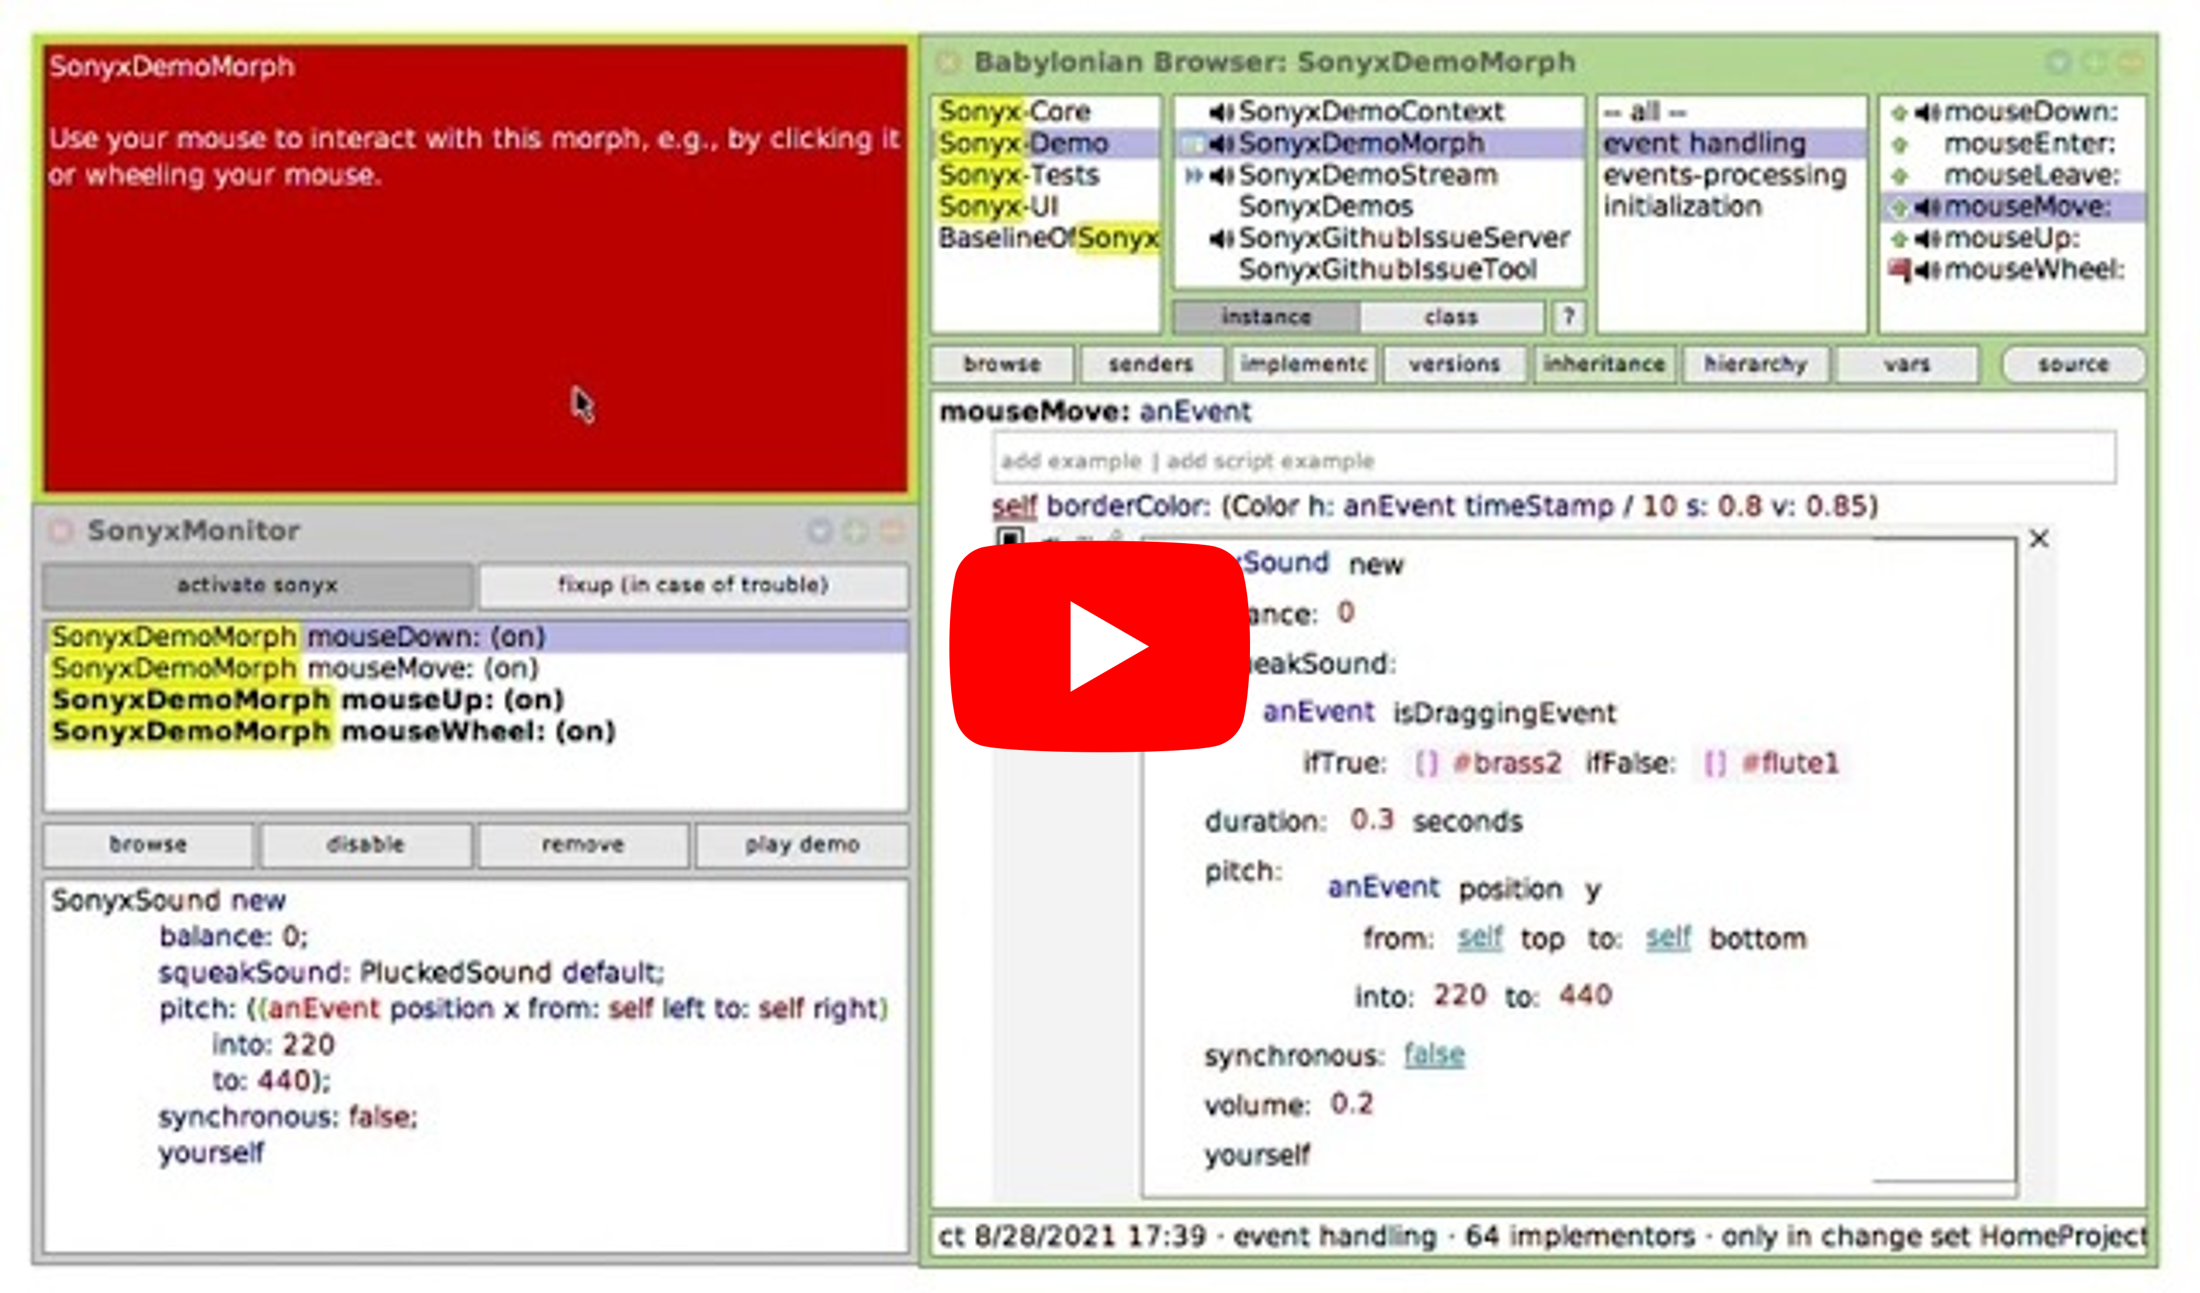 SonyxDemoMorph
Use your mouse to interact with this morph, e.g., by clicking it
or wheeling your mouse.
SonyxMonitor
activate sonyx
fixup (in case of trouble)
SonyxDemoMorph mouseDown: (on)
SonyxDemoMorph mouseMove: (on)
SonyxDemoMorph mouseUp: (on)
SonyxDemoMorph mouseWheel: (on)
browse
disable
remove
play demo
SonyxSound new
balance: 0;
squeakSound: PluckedSound default;
pitch: ((anEvent position x from: self left to: self right)
into: 220
to: 440);
synchronous: false;
yourself
Babylonian Browser: SonyxDemoMorph
Sonyx-Core
Sonyx-Demo
Sonyx-Tests
Sonyx-UI
BaselineOfSonyx
SonyxDemoContext
SonyxDemoMorph
SonyxDemoStream
SonyxDemos
SonyxGithubIssueServer
SonyxGithubIssueTool
instance
class
?
-- all --
event handling
events-processing
initialization
mouseDown:
mouseEnter:
mouseLeave:
mouseMove:
mouseUp:
mouseWheel:
browse
senders
implementc
versions
inheritance
hierarchy
vars
source
mouseMove: anEvent
add example | add script example
self borderColor: (Color h: anEvent timeStamp / 10 s: 0.8 v: 0.85)
Sound new
ance: 0
eakSound:
anEvent isDraggingEvent
ifTrue: [] #brass2 ifFalse: [] #flute1
duration: 0.3 seconds
pitch:
anEvent position y
from: self top to: self bottom
into: 220 to: 440
synchronous: false
volume: 0.2
yourself
ct 8/28/2021 17:39 · event handling · 64 implementors · only in change set HomeProject